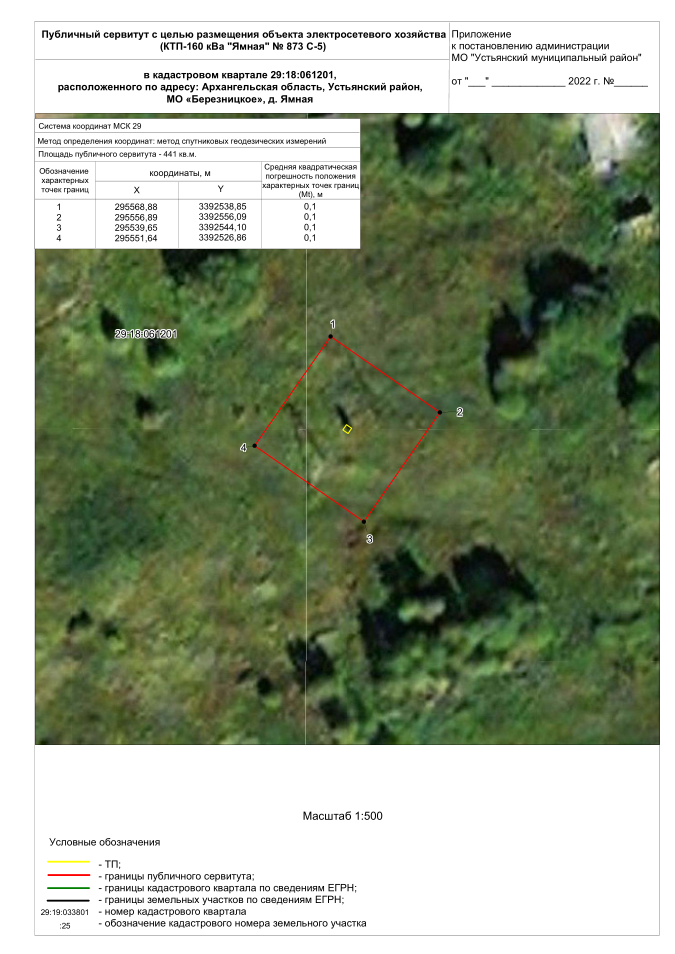 Публичный сервитут с целью размещения объекта электросетевого хозяйства
(КТП-160 кВа "Ямная" № 873 С-5)
в кадастровом квартале 29:18:061201,
расположенного по адресу: Архангельская область, Устьянский район,
МО «Березницкое», д. Ямная
Приложение
к постановлению администрации
МО "Устьянский муниципальный район"
от "___" _____________ 2022 г. №______
Система координат МСК 29
Метод определения координат: метод спутниковых геодезических измерений
Площадь публичного сервитута - 441 кв.м.
Обозначение
характерных
точек границ
координаты, м
X Y
Средняя квадратическая
погрешность положения
характерных точек границ
(Mt), м
1 295568,88 3392538,85 0,1
2 295556,89 3392556,09 0,1
3 295539,65 3392544,10 0,1
4 295551,64 3392526,86 0,1
29:18:061201
1
2
4
3
Масштаб 1:500
Условные обозначения
- ТП;
- границы публичного сервитута;
- границы кадастрового квартала по сведениям ЕГРН;
- границы земельных участков по сведениям ЕГРН;
29:19:033801 - номер кадастрового квартала
:25 - обозначение кадастрового номера земельного участка